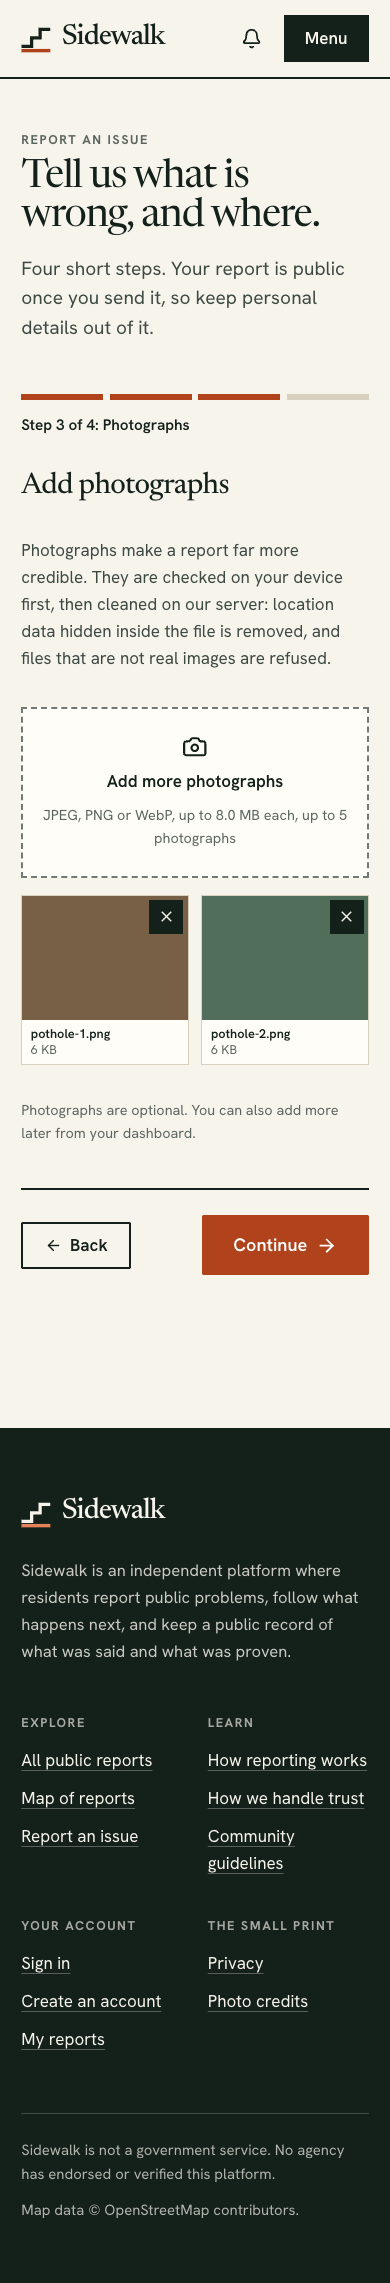 Sidewalk
Menu
REPORT AN ISSUE
Tell us what is
wrong, and where.
Four short steps. Your report is public
once you send it, so keep personal
details out of it.
Step 3 of 4: Photographs
Add photographs
Photographs make a report far more
credible. They are checked on your device
first, then cleaned on our server: location
data hidden inside the file is removed, and
files that are not real images are refused.
Add more photographs
JPEG, PNG or WebP, up to 8.0 MB each, up to 5
photographs
pothole-1.png
6 KB
pothole-2.png
6 KB
Photographs are optional. You can also add more
later from your dashboard.
Back
Continue
Sidewalk
Sidewalk is an independent platform where
residents report public problems, follow what
happens next, and keep a public record of
what was said and what was proven.
EXPLORE
All public reports
Map of reports
Report an issue
LEARN
How reporting works
How we handle trust
Community
guidelines
YOUR ACCOUNT
Sign in
Create an account
My reports
THE SMALL PRINT
Privacy
Photo credits
Sidewalk is not a government service. No agency
has endorsed or verified this platform.
Map data © OpenStreetMap contributors.